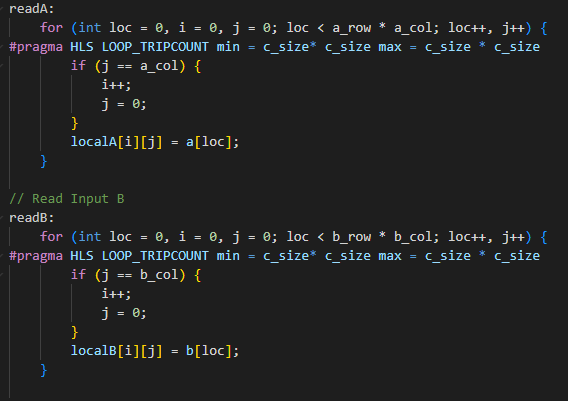 readA:
    for (int loc = 0, i = 0, j = 0; loc < a_row * a_col; loc++, j++) {
#pragma HLS LOOP_TRIPCOUNT min = c_size* c_size max = c_size * c_size
        if (j == a_col) {
            i++;
            j = 0;
        }
        localA[i][j] = a[loc];
    }

// Read Input B
readB:
    for (int loc = 0, i = 0, j = 0; loc < b_row * b_col; loc++, j++) {
#pragma HLS LOOP_TRIPCOUNT min = c_size* c_size max = c_size * c_size
        if (j == b_col) {
            i++;
            j = 0;
        }
        localB[i][j] = b[loc];
    }